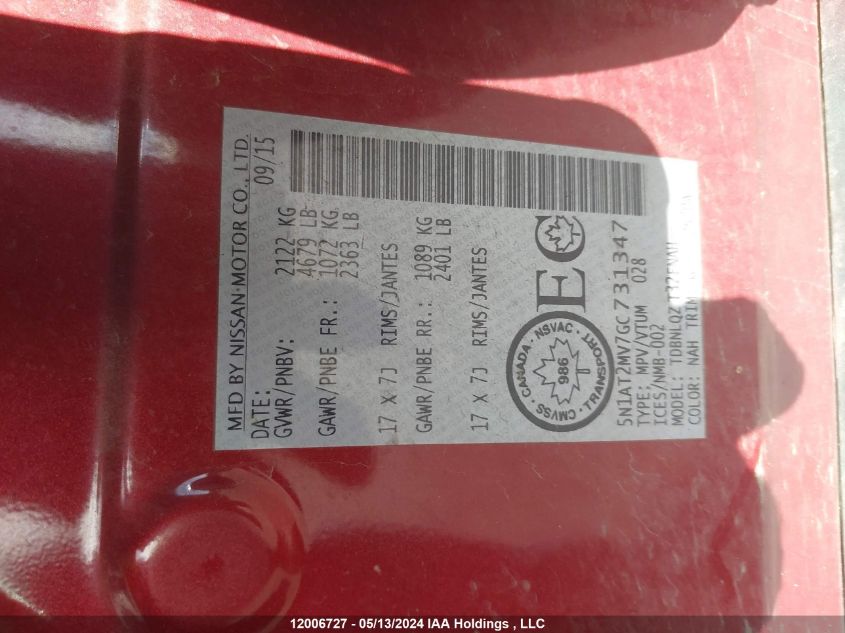 MFD BY NISSAN MOTOR CO., LTD.
DATE: 09/15
GVWR/PNBV: 2122 KG
4679 LB
GAWR/PNBE FR.: 1072 KG
2363 LB
17 X 7J RIMS/JANTES
GAWR/PNBE RR.: 1089 KG
2401 LB
17 X 7J RIMS/JANTES
CANADA · NSVAC · TRANSPORT · CMVSS ·
986
EC
5N1AT2MV7GC731347
TYPE: MPV/VTUM 028
ICES/NMB-002
MODEL:
COLOR: NAH TRIM
12006727 - 05/13/2024 IAA Holdings , LLC